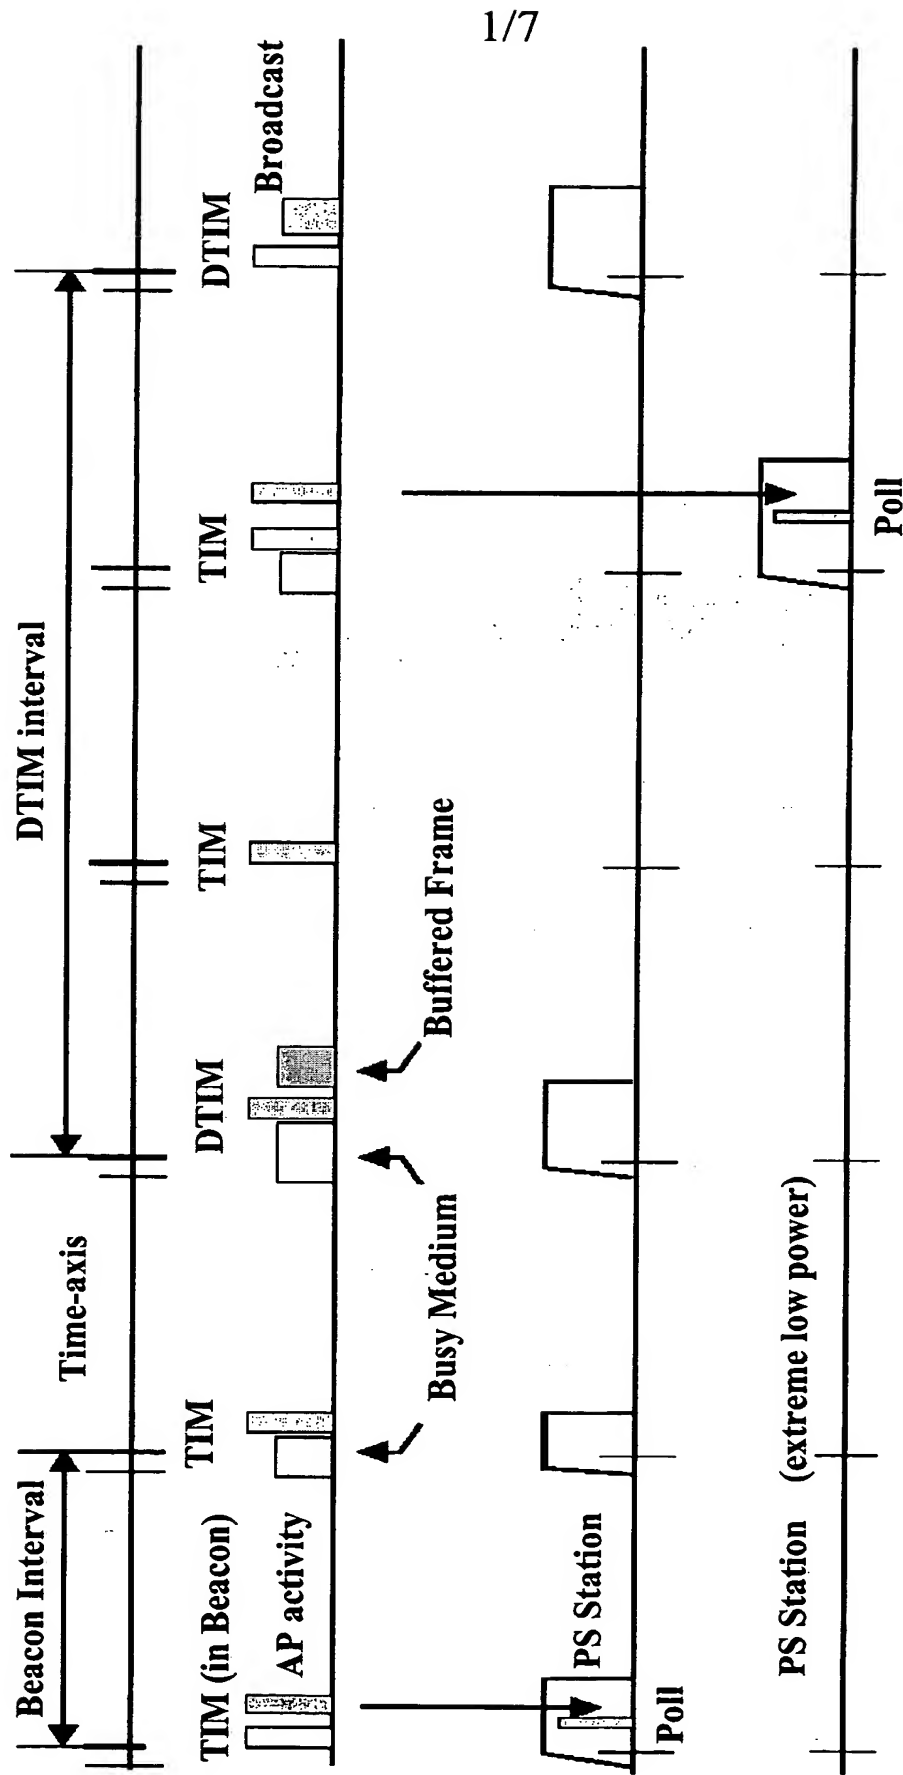 1/7
Beacon Interval
Time-axis
DTIM interval
TIM (in Beacon)
TIM
DTIM
TIM
TIM
DTIM
AP activity
Broadcast
Busy Medium
Buffered Frame
PS Station
Poll
PS Station (extreme low power)
Poll